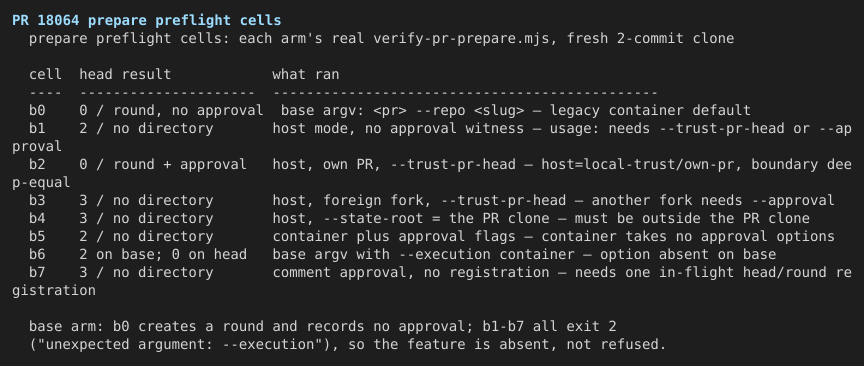 PR 18064 prepare preflight cells
prepare preflight cells: each arm's real verify-pr-prepare.mjs, fresh 2-commit clone
cell head result what ran
---- --------------------- -----------------------------------------------
b0 0 / round, no approval base argv: <pr> --repo <slug> — legacy container default
b1 2 / no directory host mode, no approval witness — usage: needs --trust-pr-head or --ap
proval
b2 0 / round + approval host, own PR, --trust-pr-head — host=local-trust/own-pr, boundary dee
p-equal
b3 3 / no directory host, foreign fork, --trust-pr-head — another fork needs --approval
b4 3 / no directory host, --state-root = the PR clone — must be outside the PR clone
b5 2 / no directory container plus approval flags — container takes no approval options
b6 2 on base; 0 on head base argv with --execution container — option absent on base
b7 3 / no directory comment approval, no registration — needs one in-flight head/round re
gistration
base arm: b0 creates a round and records no approval; b1-b7 all exit 2
("unexpected argument: --execution"), so the feature is absent, not refused.